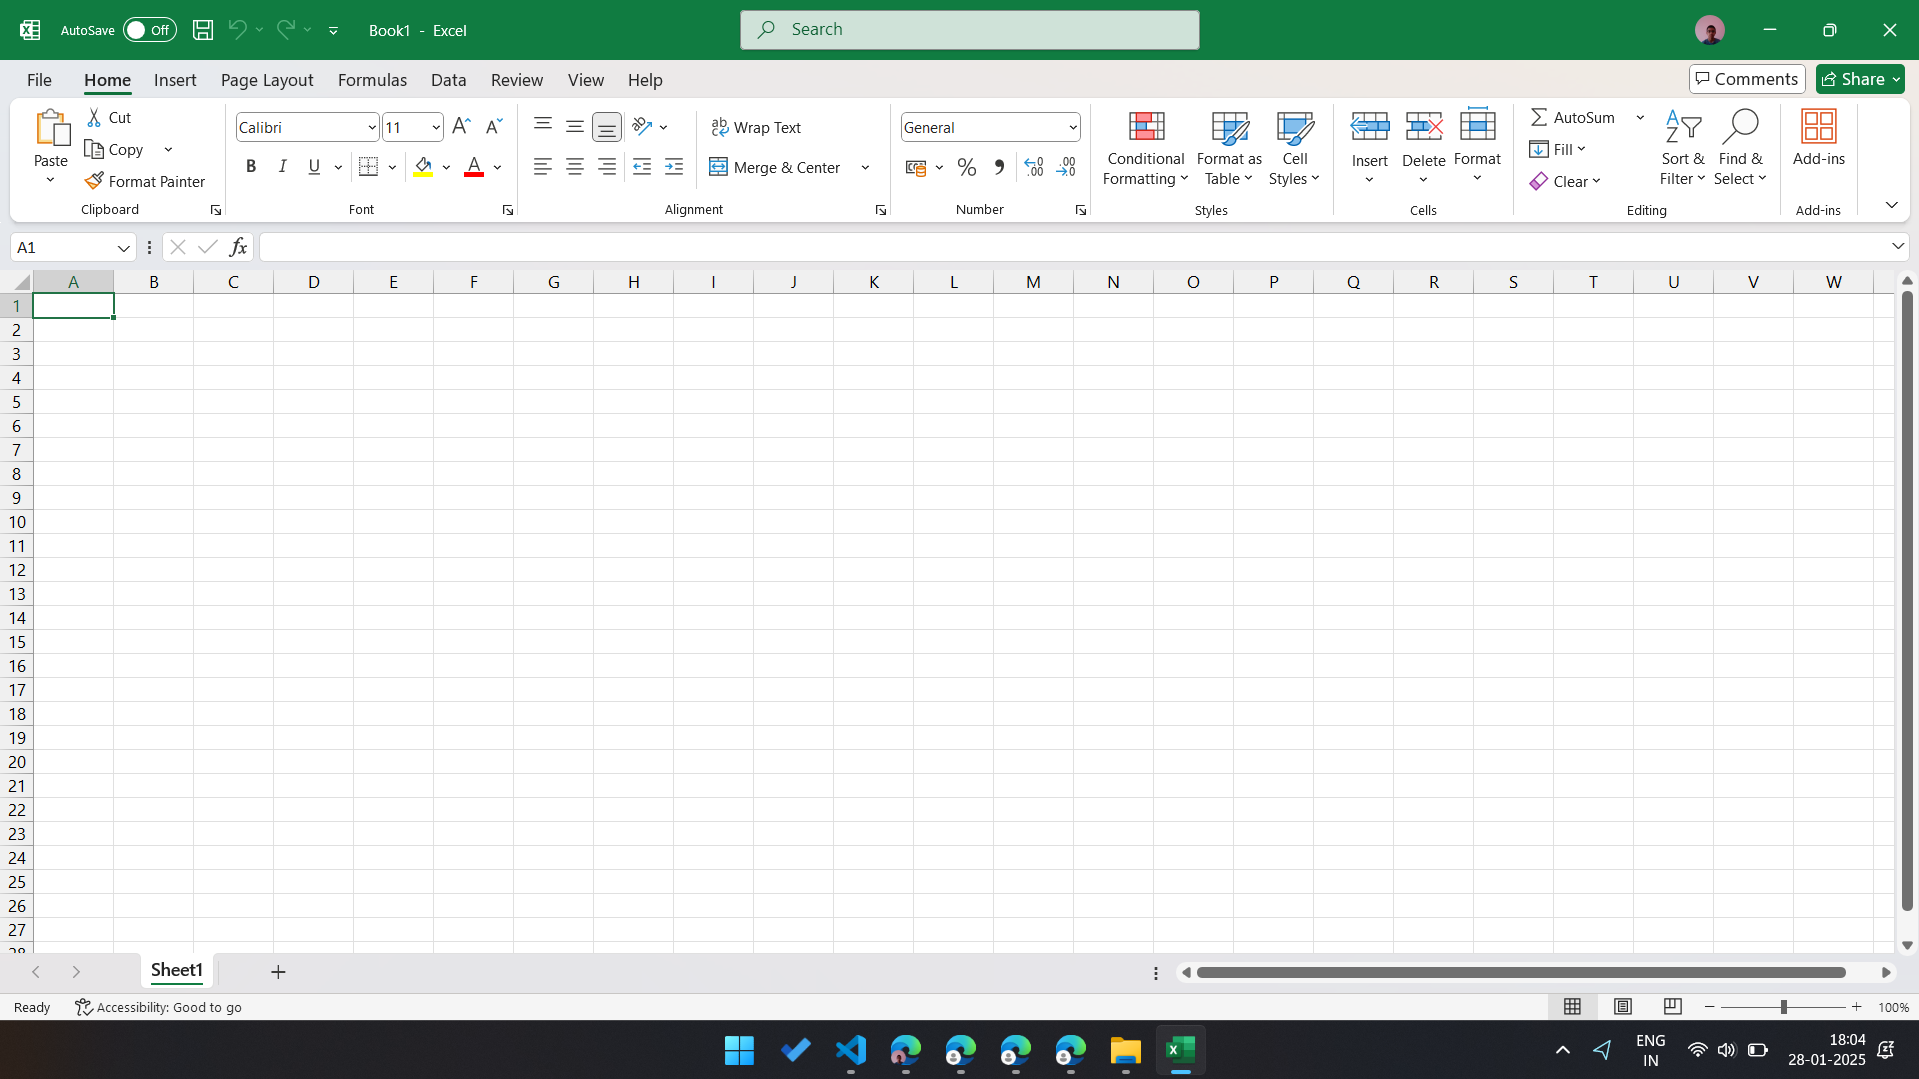 AutoSave Off Book1 - Excel Search
File Home Insert Page Layout Formulas Data Review View Help Comments Share
Paste Cut Copy Format Painter Clipboard
Calibri 11 A A B I U A Font
ab Wrap Text Merge & Center Alignment
General % Number
Conditional Formatting Format as Table Cell Styles Styles
Insert Delete Format Cells
AutoSum Fill Clear Sort & Filter Find & Select Editing
Add-ins Add-ins
A1 fx
A B C D E F G H I J K L M N O P Q R S T U V W
1
2
3
4
5
6
7
8
9
10
11
12
13
14
15
16
17
18
19
20
21
22
23
24
25
26
27
28
Sheet1
Ready Accessibility: Good to go 100%
ENG 18:04
IN 28-01-2025